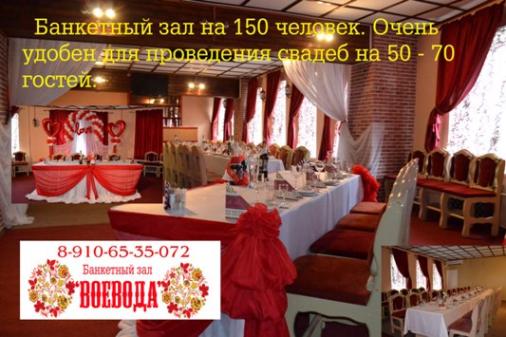 Банкетный зал на 150 человек. Очень
удобен для проведения свадеб на 50 - 70
гостей.
8-910-65-35-072
Банкетный зал
"ВОЕВОДА"